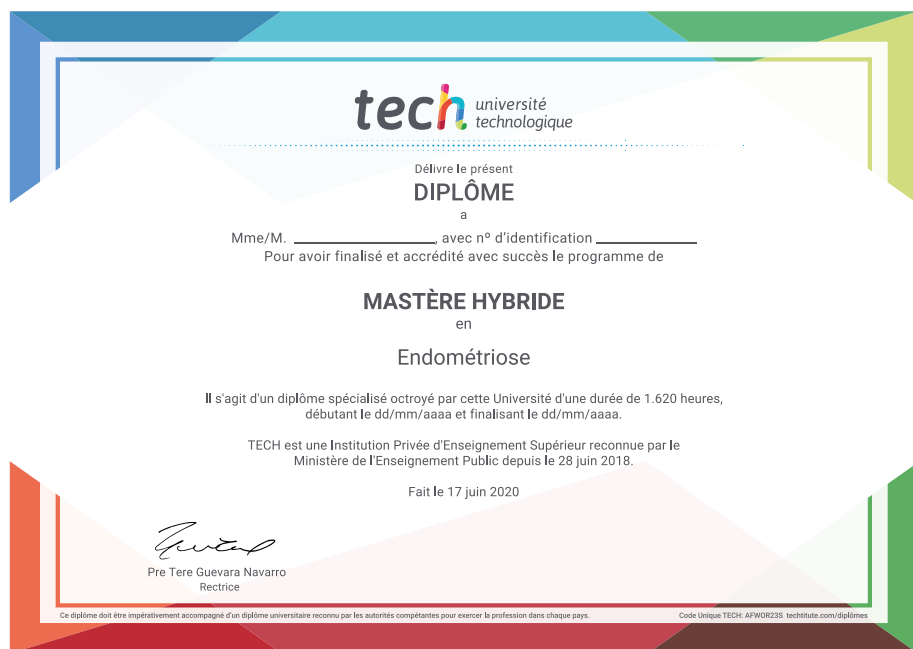 tech université
technologique
Délivre le présent
DIPLÔME
a
Mme/M. ____________, avec nº d'identification ____________
Pour avoir finalisé et accrédité avec succès le programme de
MASTÈRE HYBRIDE
en
Endométriose
Il s'agit d'un diplôme spécialisé octroyé par cette Université d'une durée de 1.620 heures,
débutant le dd/mm/aaaa et finalisant le dd/mm/aaaa.
TECH est une Institution Privée d'Enseignement Supérieur reconnue par le
Ministère de l'Enseignement Public depuis le 28 juin 2018.
Fait le 17 juin 2020
Pre Tere Guevara Navarro
Rectrice
Ce diplôme doit être impérativement accompagné d'un diplôme universitaire reconnu par les autorités compétentes pour exercer la profession dans chaque pays.
Code Unique TECH: AFWOR23S techtitute.com/diplômes